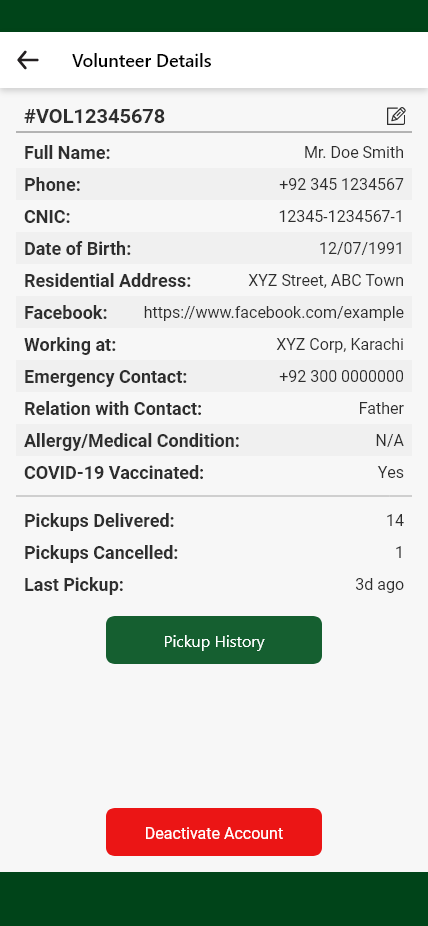 Volunteer Details
#VOL12345678
Full Name: Mr. Doe Smith
Phone: +92 345 1234567
CNIC: 12345-1234567-1
Date of Birth: 12/07/1991
Residential Address: XYZ Street, ABC Town
Facebook: https://www.facebook.com/example
Working at: XYZ Corp, Karachi
Emergency Contact: +92 300 0000000
Relation with Contact: Father
Allergy/Medical Condition: N/A
COVID-19 Vaccinated: Yes
Pickups Delivered: 14
Pickups Cancelled: 1
Last Pickup: 3d ago
Pickup History
Deactivate Account